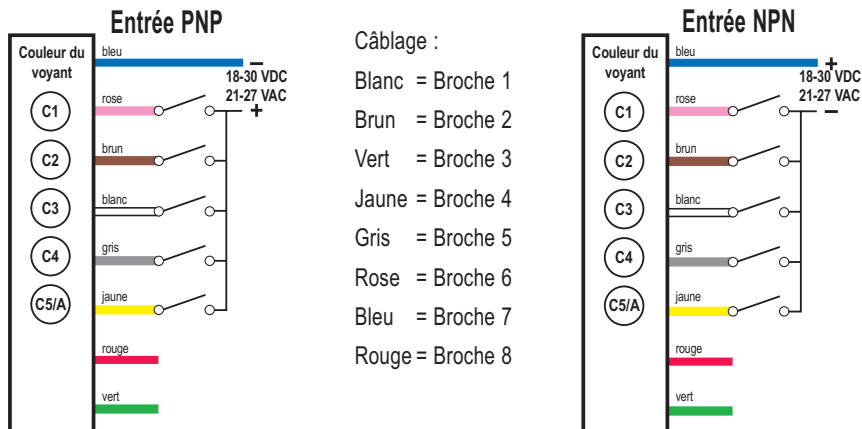 Entrée PNP
Couleur du
voyant
bleu
–
18-30 VDC
21-27 VAC
+
C1
rose
C2
brun
C3
blanc
C4
gris
C5/A
jaune
rouge
vert
Câblage :
Blanc = Broche 1
Brun = Broche 2
Vert = Broche 3
Jaune = Broche 4
Gris = Broche 5
Rose = Broche 6
Bleu = Broche 7
Rouge = Broche 8
Entrée NPN
Couleur du
voyant
bleu
+
18-30 VDC
21-27 VAC
–
C1
rose
C2
brun
C3
blanc
C4
gris
C5/A
jaune
rouge
vert